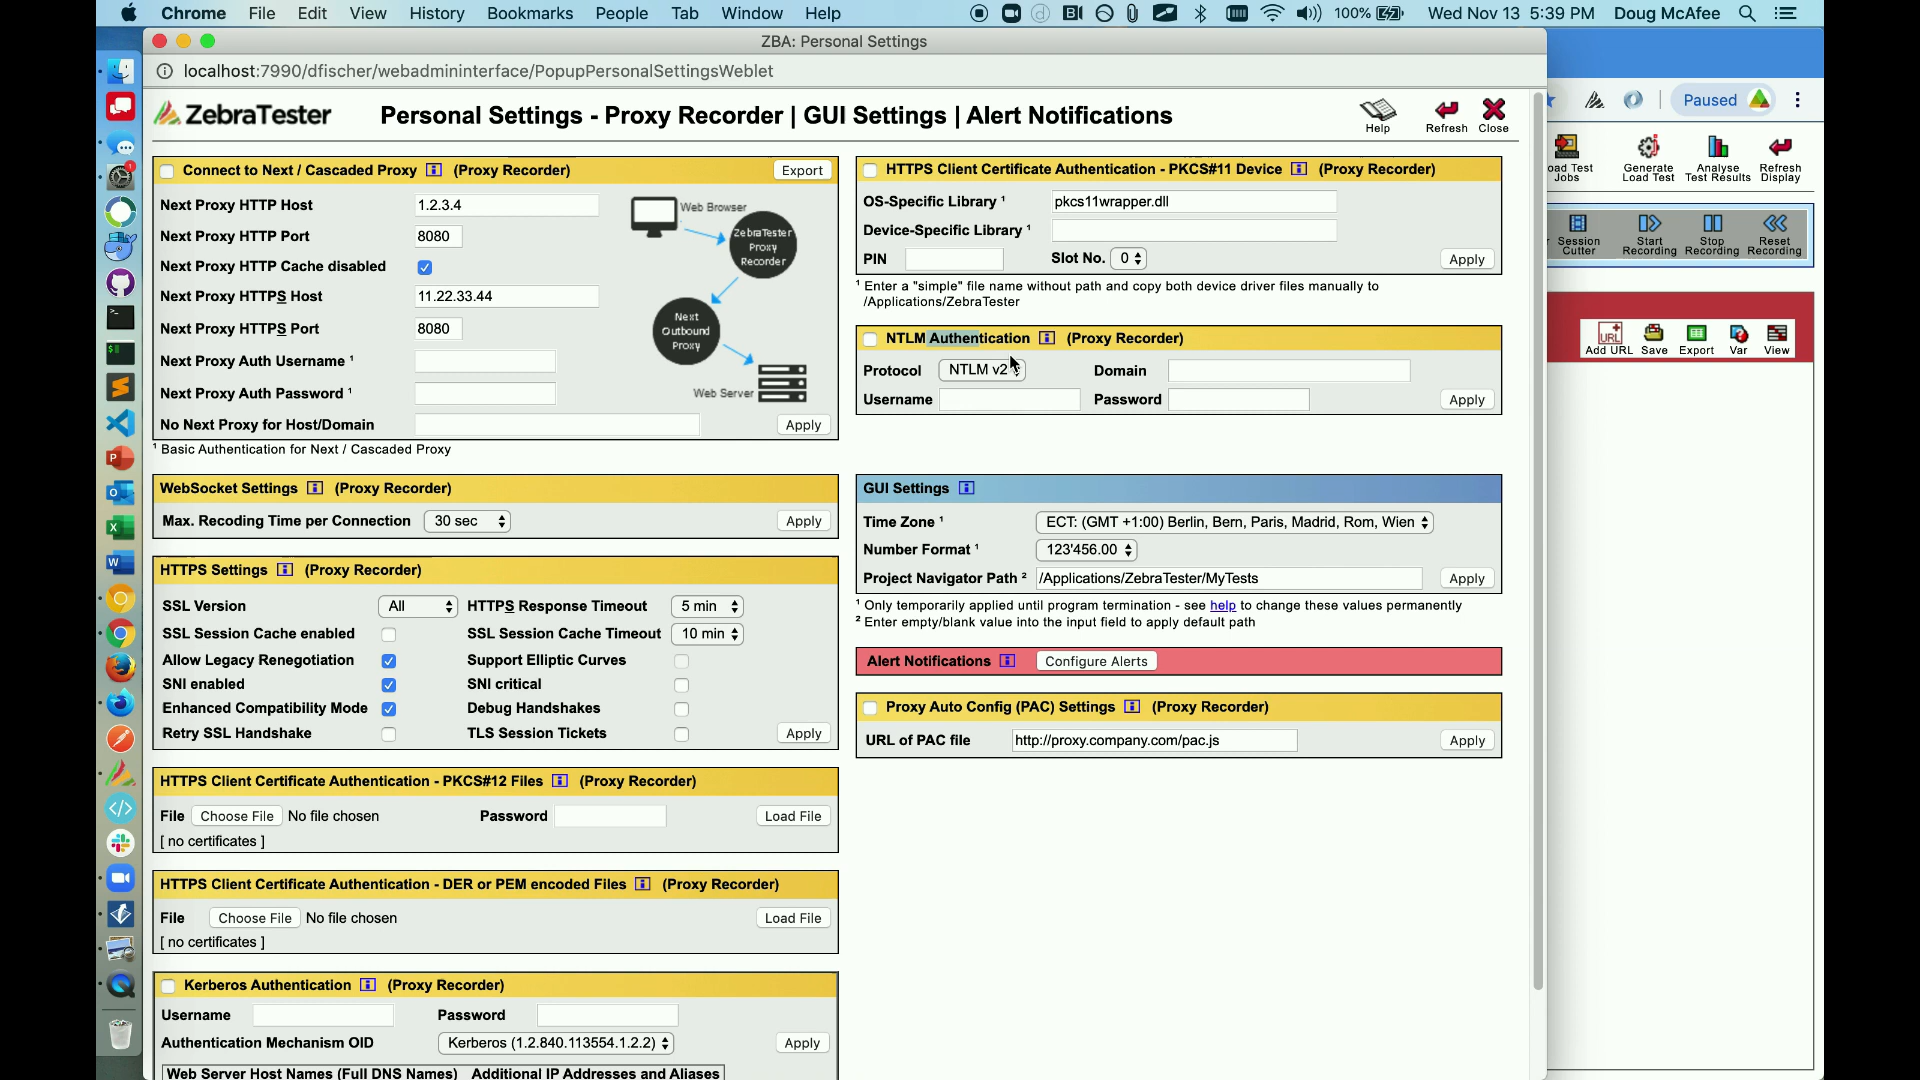 Chrome File Edit View History Bookmarks People Tab Window Help 100% Wed Nov 13 5:39 PM Doug McAfee
ZBA: Personal Settings
localhost:7990/dfischer/webadmininterface/PopupPersonalSettingsWeblet
Paused
ZebraTester Personal Settings - Proxy Recorder | GUI Settings | Alert Notifications
Help Refresh Close
oad Test Jobs
Generate Load Test
Analyse Test Results
Refresh Display
Session Cutter
Start Recording
Stop Recording
Reset Recording
Add URL Save Export Var View
Connect to Next / Cascaded Proxy (Proxy Recorder) Export
Next Proxy HTTP Host 1.2.3.4
Next Proxy HTTP Port 8080
Next Proxy HTTP Cache disabled
Next Proxy HTTPS Host 11.22.33.44
Next Proxy HTTPS Port 8080
Next Proxy Auth Username ¹
Next Proxy Auth Password ¹
No Next Proxy for Host/Domain Apply
Web Browser
ZebraTester
Proxy
Recorder
Next
Outbound
Proxy
Web Server
¹ Basic Authentication for Next / Cascaded Proxy
WebSocket Settings (Proxy Recorder)
Max. Recoding Time per Connection 30 sec Apply
HTTPS Settings (Proxy Recorder)
SSL Version All HTTPS Response Timeout 5 min
SSL Session Cache enabled SSL Session Cache Timeout 10 min
Allow Legacy Renegotiation Support Elliptic Curves
SNI enabled SNI critical
Enhanced Compatibility Mode Debug Handshakes
Retry SSL Handshake TLS Session Tickets Apply
HTTPS Client Certificate Authentication - PKCS#12 Files (Proxy Recorder)
File Choose File No file chosen Password Load File
[ no certificates ]
HTTPS Client Certificate Authentication - DER or PEM encoded Files (Proxy Recorder)
File Choose File No file chosen Load File
[ no certificates ]
Kerberos Authentication (Proxy Recorder)
Username Password
Authentication Mechanism OID Kerberos (1.2.840.113554.1.2.2) Apply
Web Server Host Names (Full DNS Names) Additional IP Addresses and Aliases
HTTPS Client Certificate Authentication - PKCS#11 Device (Proxy Recorder)
OS-Specific Library ¹ pkcs11wrapper.dll
Device-Specific Library ¹
PIN Slot No. 0 Apply
¹ Enter a "simple" file name without path and copy both device driver files manually to
/Applications/ZebraTester
NTLM Authentication (Proxy Recorder)
Protocol NTLM v2 Domain
Username Password Apply
GUI Settings
Time Zone ¹ ECT: (GMT +1:00) Berlin, Bern, Paris, Madrid, Rom, Wien
Number Format ¹ 123'456.00
Project Navigator Path ² /Applications/ZebraTester/MyTests Apply
¹ Only temporarily applied until program termination - see help to change these values permanently
² Enter empty/blank value into the input field to apply default path
Alert Notifications Configure Alerts
Proxy Auto Config (PAC) Settings (Proxy Recorder)
URL of PAC file http://proxy.company.com/pac.js Apply